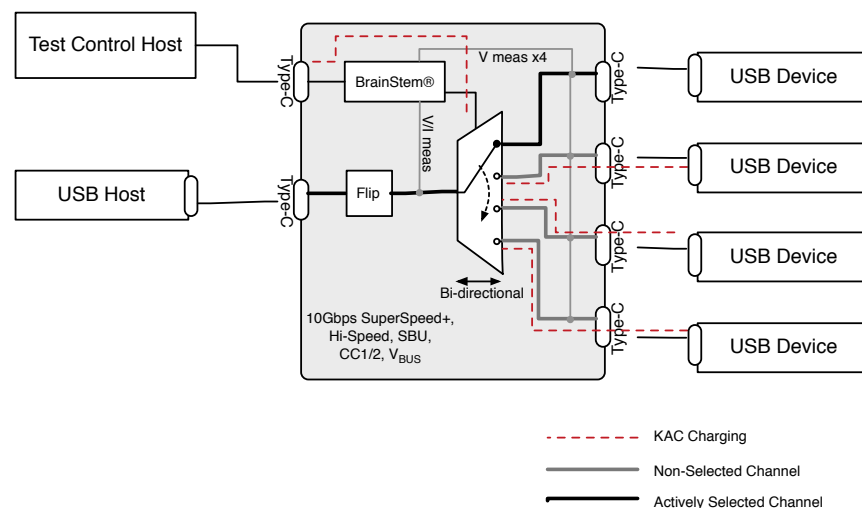 Test Control Host
Type-C
BrainStem®
V meas x4
Type-C
USB Device
V/I meas
Type-C
USB Device
USB Host
Type-C
Flip
Type-C
USB Device
Bi-directional
10Gbps SuperSpeed+,
Hi-Speed, SBU,
CC1/2, VBUS
Type-C
USB Device
KAC Charging
Non-Selected Channel
Actively Selected Channel